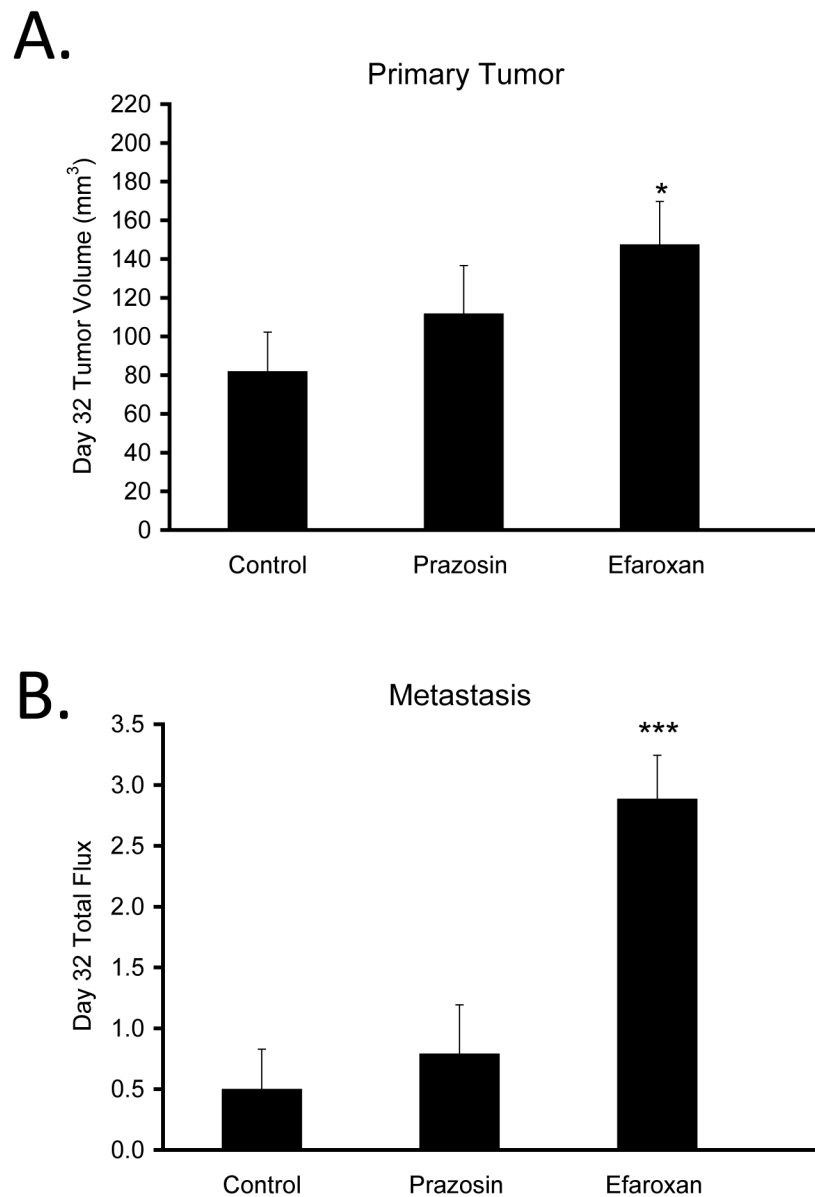 A.
Primary Tumor
Day 32 Tumor Volume (mm³)
220
200
180
160
140
120
100
80
60
40
20
0
*
Control Prazosin Efaroxan
B.
Metastasis
Day 32 Total Flux
3.5
3.0
2.5
2.0
1.5
1.0
0.5
0.0
***
Control Prazosin Efaroxan